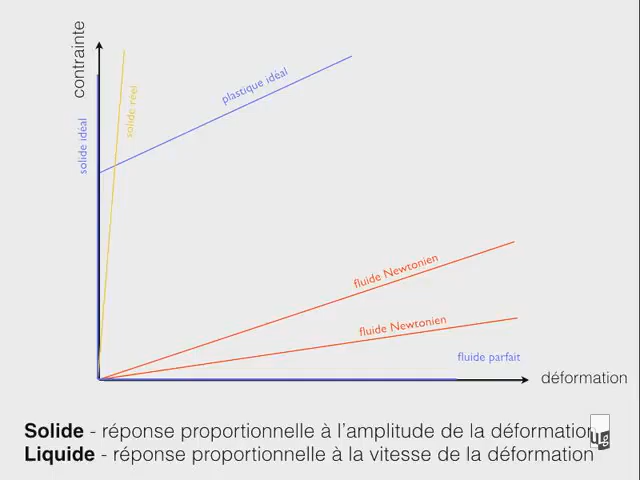 contrainte
solide idéal
solide réel
plastique idéal
fluide Newtonien
fluide Newtonien
fluide parfait
déformation
Solide - réponse proportionnelle à l'amplitude de la déformation
Liquide - réponse proportionnelle à la vitesse de la déformation